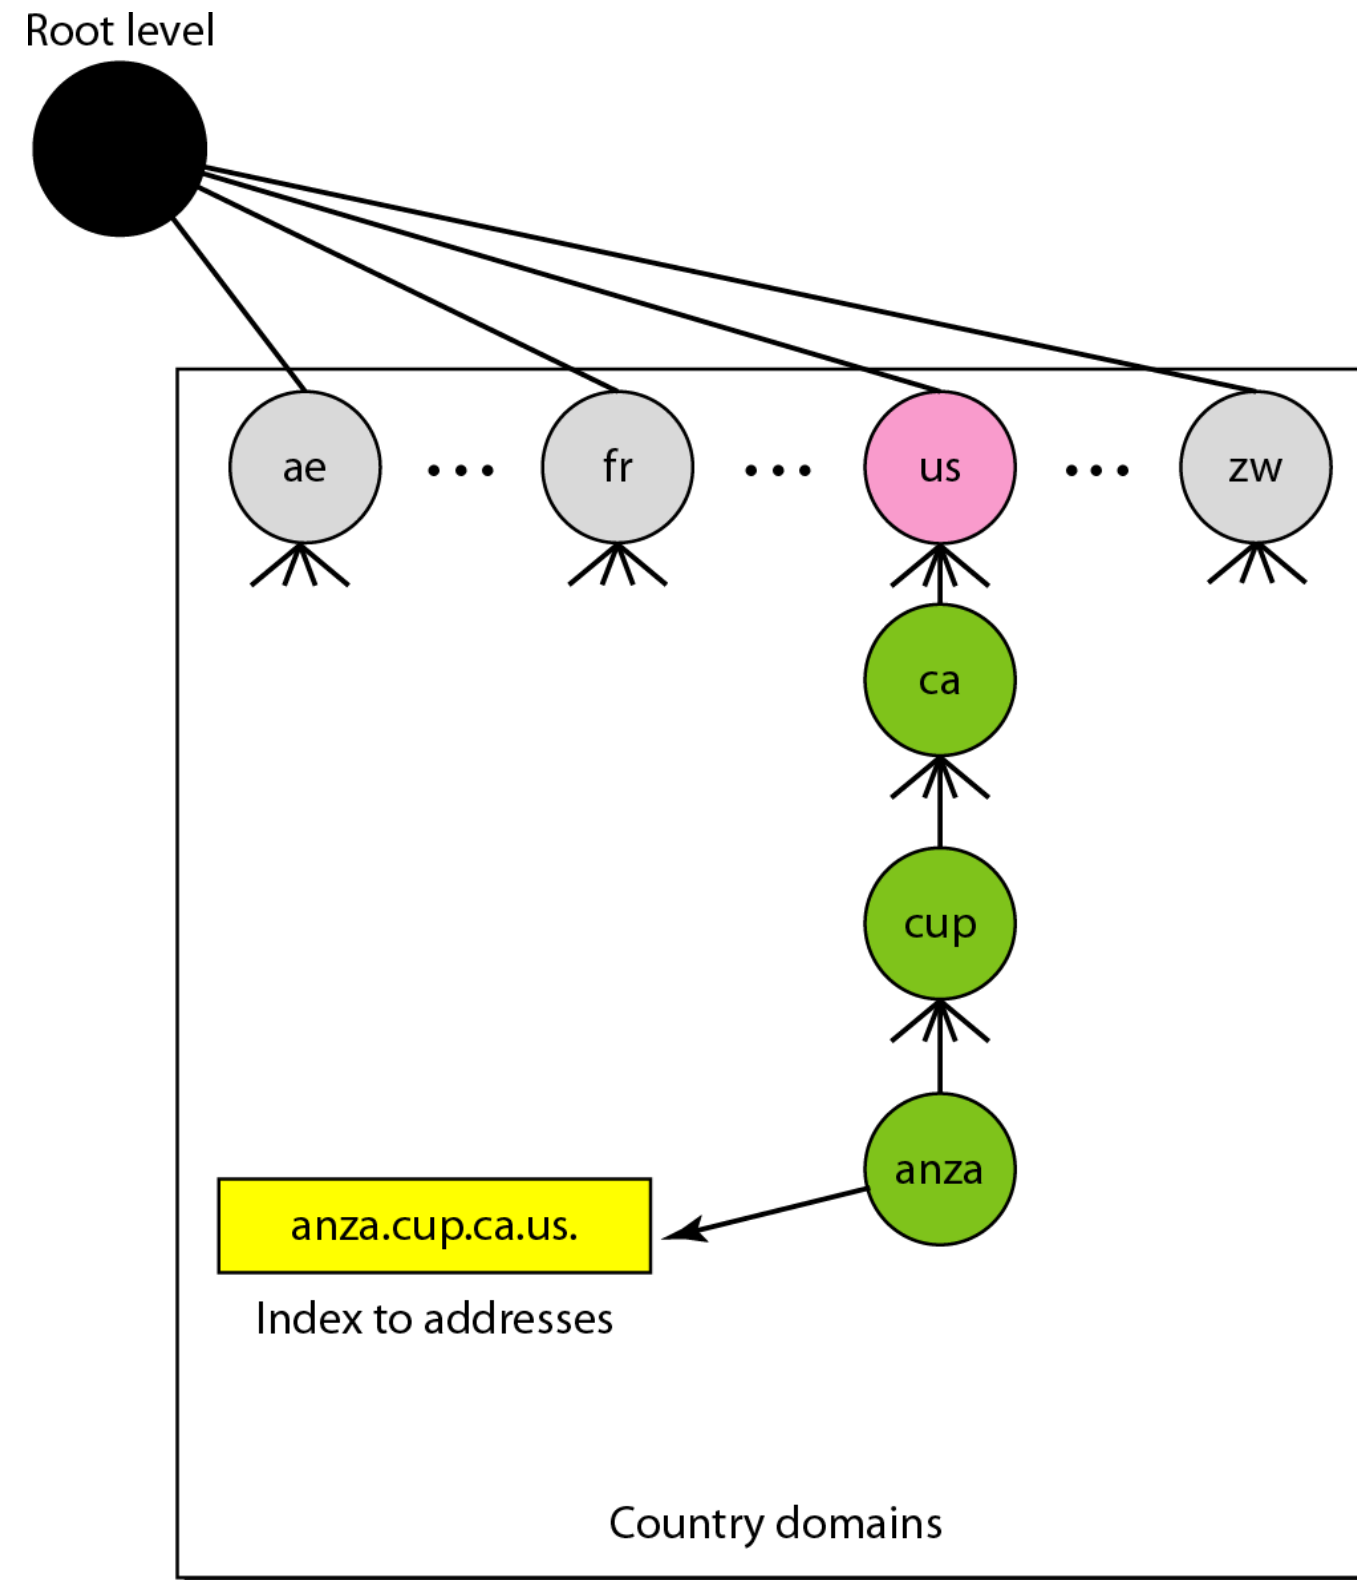 Root level
ae ... fr ... us ... zw
ca
cup
anza
anza.cup.ca.us.
Index to addresses
Country domains